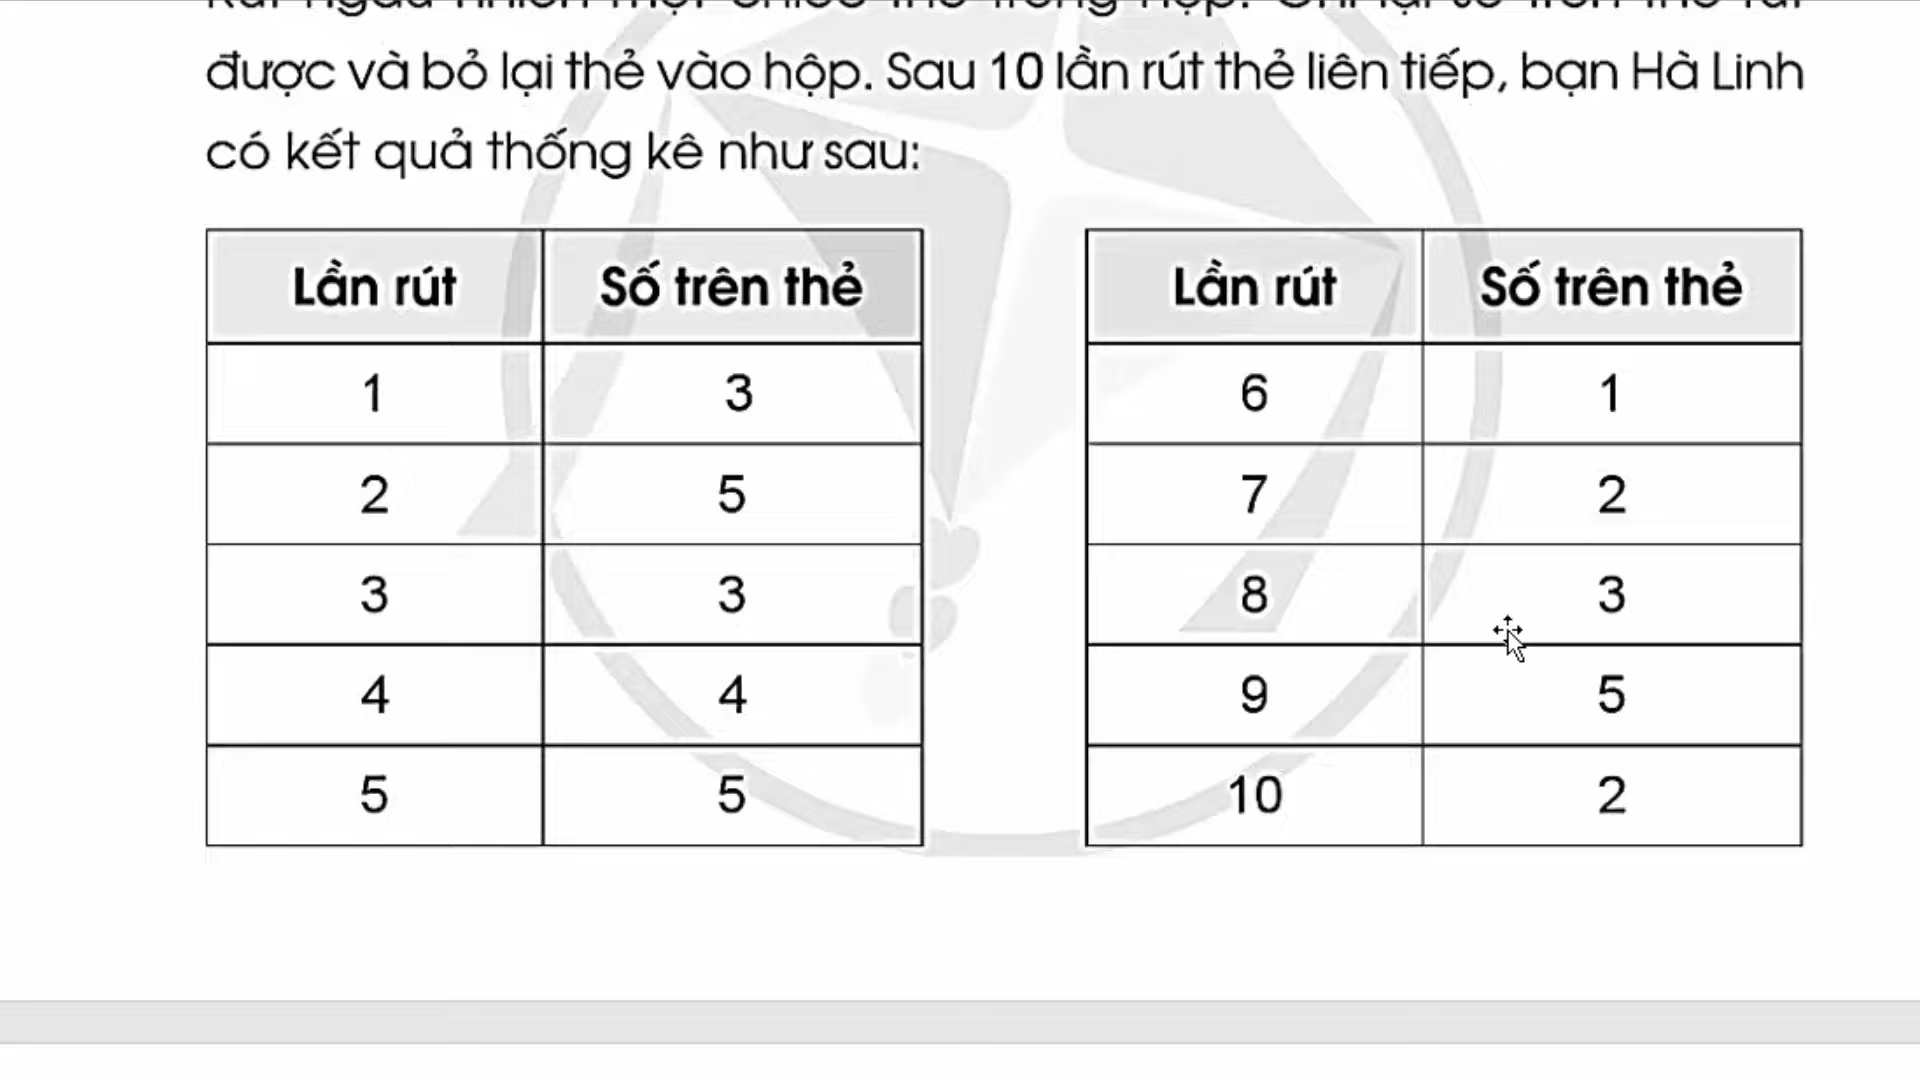 được và bỏ lại thẻ vào hộp. Sau 10 lần rút thẻ liên tiếp, bạn Hà Linh
có kết quả thống kê như sau:
Lần rút Số trên thẻ
1 3
2 5
3 3
4 4
5 5
Lần rút Số trên thẻ
6 1
7 2
8 3
9 5
10 2